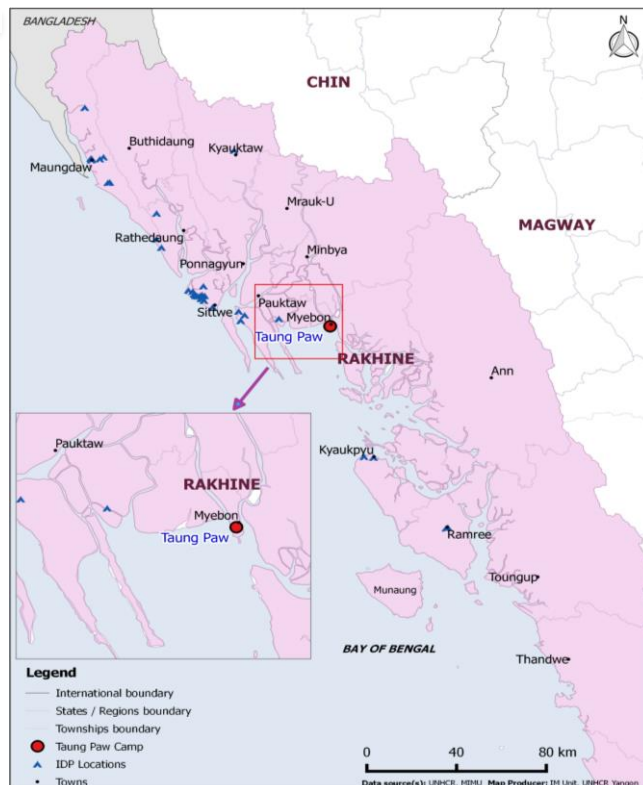 BANGLADESH
N
CHIN
Buthidaung
Kyauktaw
Maungdaw
Mrauk-U
MAGWAY
Rathedaung
Minbya
Ponnagyun
Pauktaw
Sittwe
Myebon
Taung Paw
RAKHINE
Ann
Pauktaw
RAKHINE
Myebon
Taung Paw
Kyaukpyu
Ramree
Toungup
Munaung
BAY OF BENGAL
Thandwe
Legend
International boundary
States / Regions boundary
Townships boundary
Taung Paw Camp
IDP Locations
Towns
0 40 80 km
Data source(s): UNHCR, MIMU Map Producer: IM Unit, UNHCR Yangon